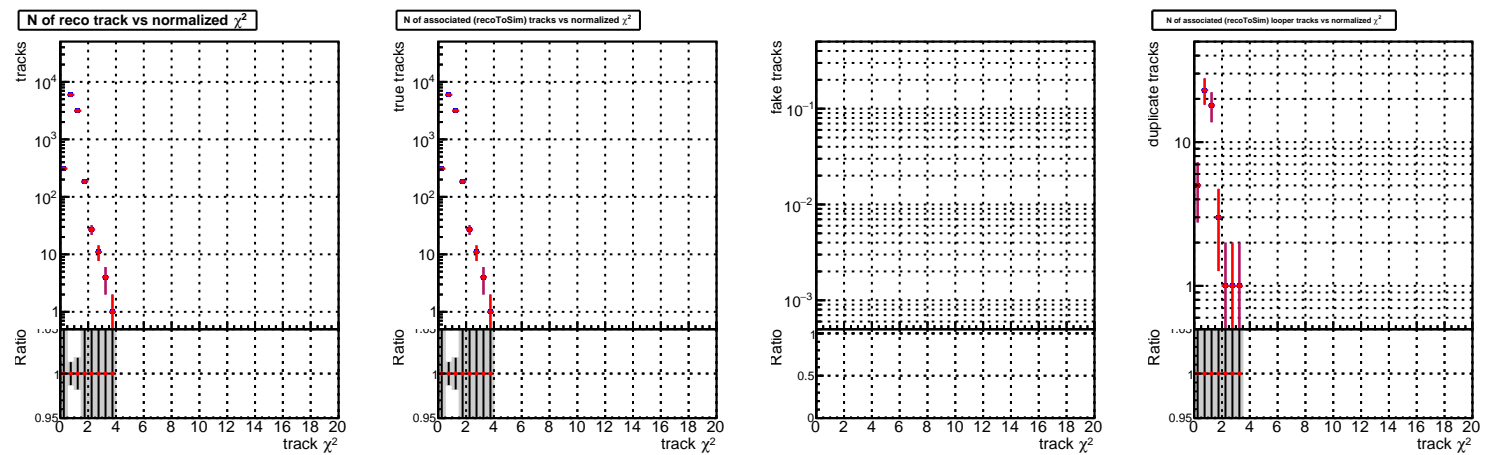 N of reco track vs normalized χ²
tracks
10⁴
10³
10²
10
1
Ratio
1.05
1
0.95
0 2 4 6 8 10 12 14 16 18 20
track χ²
N of associated (recoToSim) tracks vs normalized χ²
true tracks
10⁴
10³
10²
10
1
Ratio
1.05
1
0.95
0 2 4 6 8 10 12 14 16 18 20
track χ²
fake tracks
10⁻¹
10⁻²
10⁻³
Ratio
1
0.5
0
0 2 4 6 8 10 12 14 16 18 20
track χ²
N of associated (recoToSim) looper tracks vs normalized χ²
duplicate tracks
10
1
Ratio
1.05
1
0.95
0 2 4 6 8 10 12 14 16 18 20
track χ²